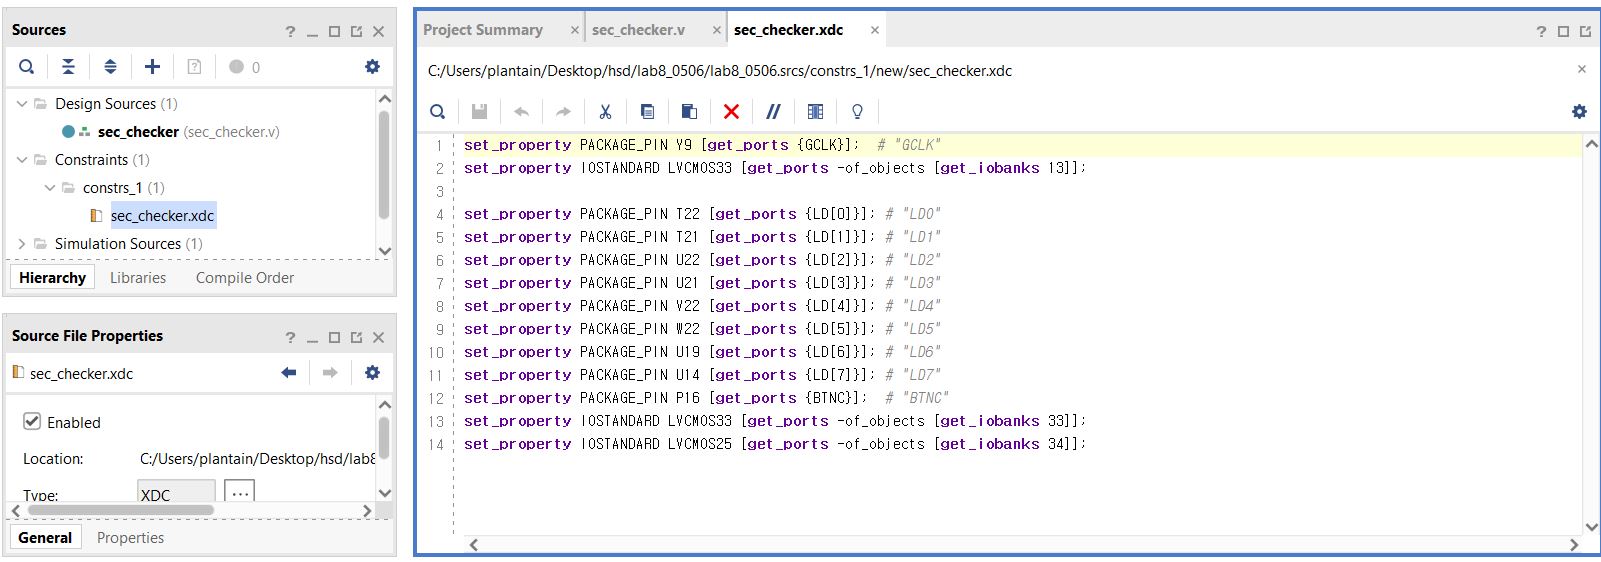 Sources
? _
0
Design Sources (1)
sec_checker (sec_checker.v)
Constraints (1)
constrs_1 (1)
sec_checker.xdc
Simulation Sources (1)
Hierarchy Libraries Compile Order
Source File Properties
? _
sec_checker.xdc
Enabled
Location: C:/Users/plantain/Desktop/hsd/lab8
Type: XDC ...
General Properties
Project Summary × sec_checker.v × sec_checker.xdc ×
?
C:/Users/plantain/Desktop/hsd/lab8_0506/lab8_0506.srcs/constrs_1/new/sec_checker.xdc ×
//
1 set_property PACKAGE_PIN Y9 [get_ports {GCLK}]; # "GCLK"
2 set_property IOSTANDARD LVCMOS33 [get_ports -of_objects [get_iobanks 13]];
3
4 set_property PACKAGE_PIN T22 [get_ports {LD[0]}]; # "LD0"
5 set_property PACKAGE_PIN T21 [get_ports {LD[1]}]; # "LD1"
6 set_property PACKAGE_PIN U22 [get_ports {LD[2]}]; # "LD2"
7 set_property PACKAGE_PIN U21 [get_ports {LD[3]}]; # "LD3"
8 set_property PACKAGE_PIN V22 [get_ports {LD[4]}]; # "LD4"
9 set_property PACKAGE_PIN W22 [get_ports {LD[5]}]; # "LD5"
10 set_property PACKAGE_PIN U19 [get_ports {LD[6]}]; # "LD6"
11 set_property PACKAGE_PIN U14 [get_ports {LD[7]}]; # "LD7"
12 set_property PACKAGE_PIN P16 [get_ports {BTNC}]; # "BTNC"
13 set_property IOSTANDARD LVCMOS33 [get_ports -of_objects [get_iobanks 33]];
14 set_property IOSTANDARD LVCMOS25 [get_ports -of_objects [get_iobanks 34]];